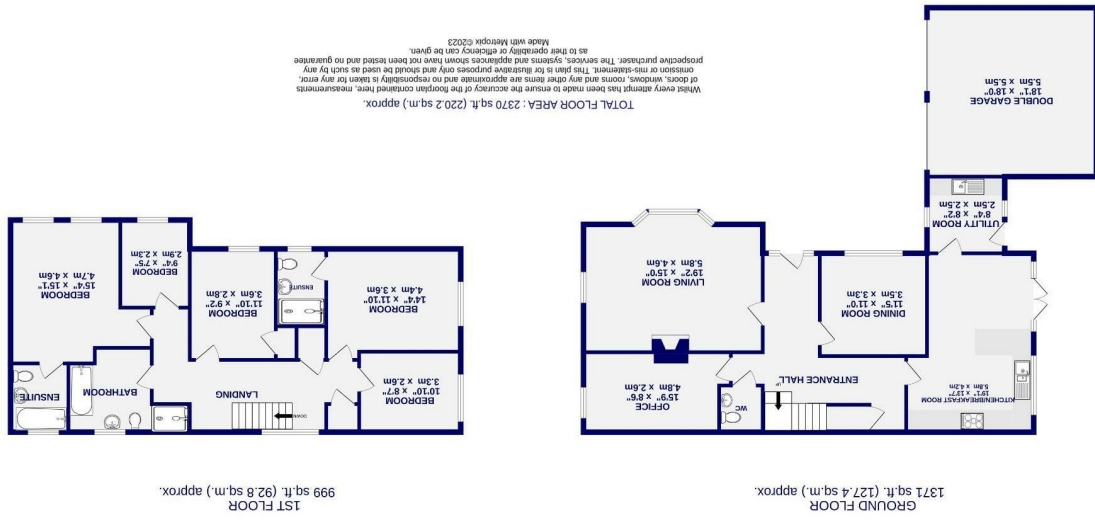 GROUND FLOOR
1371 sq.ft. (127.4 sq.m.) approx.
KITCHEN/BREAKFAST ROOM
19'1" x 13'7"
5.8m x 4.2m
ENTRANCE HALL
UP
WC
OFFICE
15'9" x 8'6"
4.8m x 2.6m
DINING ROOM
11'5" x 11'0"
3.5m x 3.3m
LIVING ROOM
19'2" x 15'0"
5.8m x 4.6m
UTILITY ROOM
8'4" x 8'2"
2.5m x 2.5m
DOUBLE GARAGE
18'1" x 18'0"
5.5m x 5.5m
1ST FLOOR
999 sq.ft. (92.8 sq.m.) approx.
BEDROOM
10'10" x 8'7"
3.3m x 2.6m
DOWN
LANDING
BATHROOM
ENSUITE
BEDROOM
14'4" x 11'10"
4.4m x 3.6m
ENSUITE
BEDROOM
11'10" x 9'2"
3.6m x 2.8m
BEDROOM
9'4" x 7'5"
2.9m x 2.3m
BEDROOM
15'4" x 15'1"
4.7m x 4.6m
TOTAL FLOOR AREA : 2370 sq.ft. (220.2 sq.m.) approx.
Whilst every attempt has been made to ensure the accuracy of the floorplan contained here, measurements
of doors, windows, rooms and any other items are approximate and no responsibility is taken for any error,
omission or mis-statement. This plan is for illustrative purposes only and should be used as such by any
prospective purchaser. The services, systems and appliances shown have not been tested and no guarantee
as to their operability or efficiency can be given.
Made with Metropix ©2023